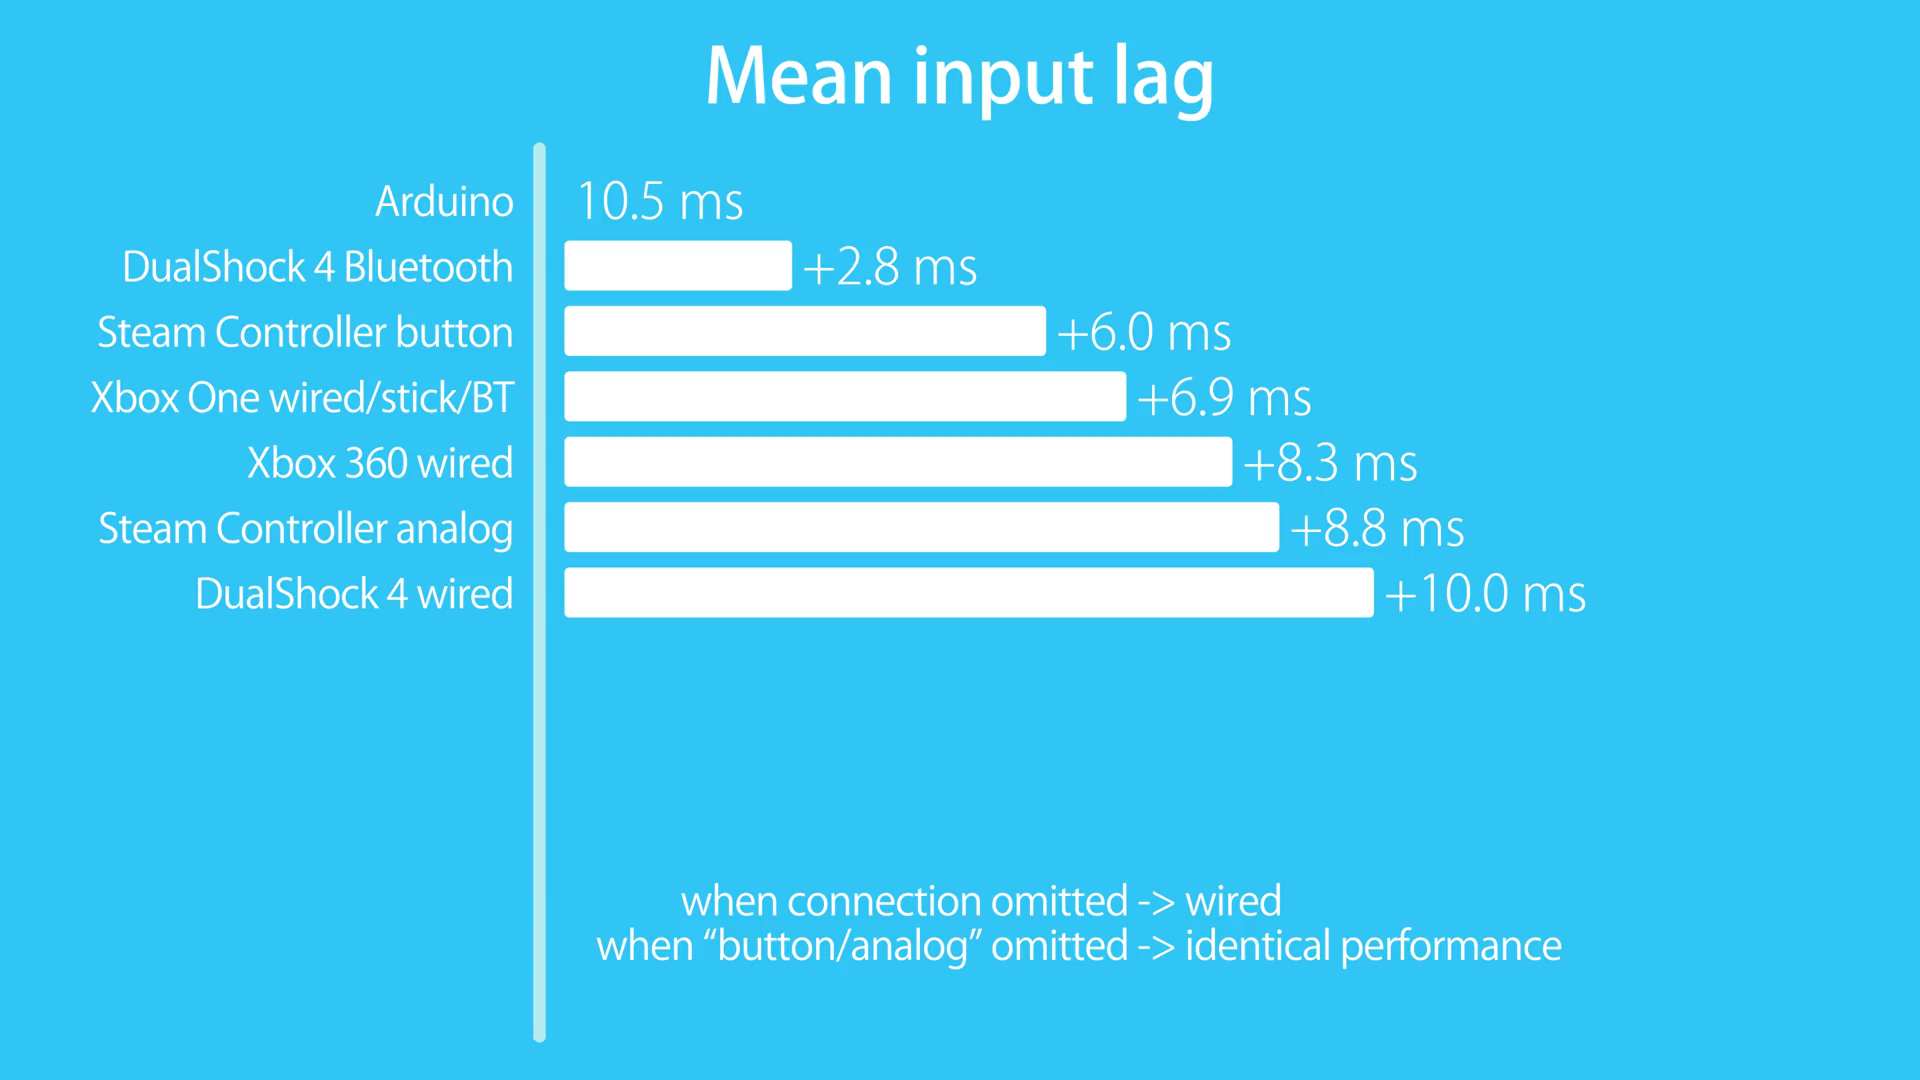 Mean input lag
Arduino 10.5 ms
DualShock 4 Bluetooth +2.8 ms
Steam Controller button +6.0 ms
Xbox One wired/stick/BT +6.9 ms
Xbox 360 wired +8.3 ms
Steam Controller analog +8.8 ms
DualShock 4 wired +10.0 ms
when connection omitted -> wired
when “button/analog” omitted -> identical performance